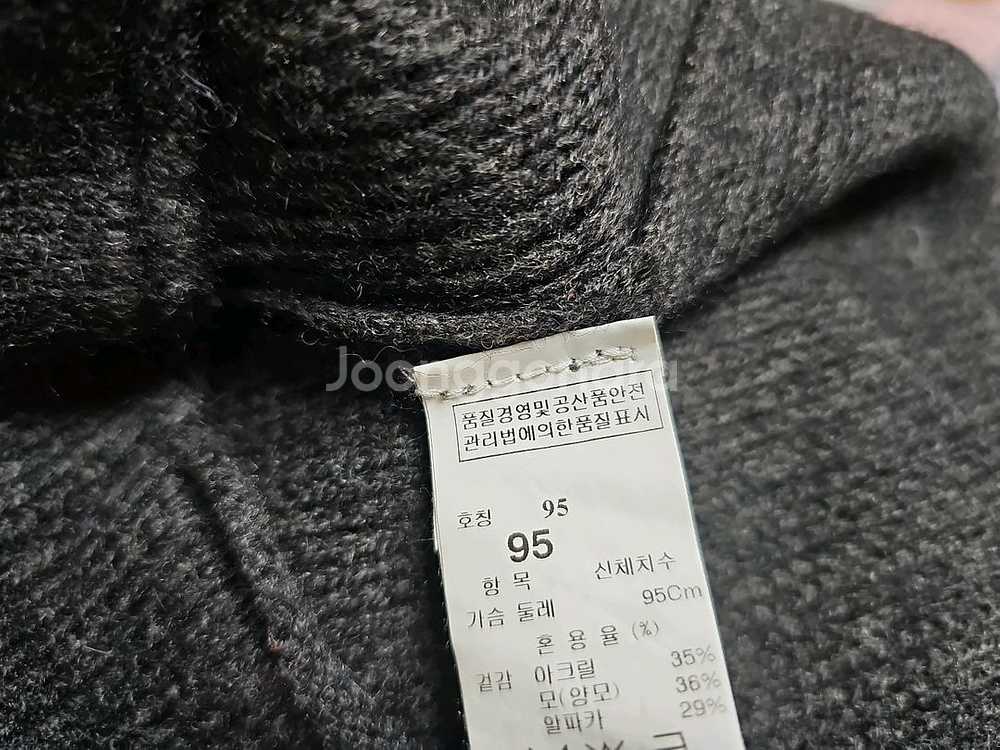 품질경영및공산품안전
관리법에의한품질표시
호칭 95
95
항 목 신체치수
가슴 둘레 95Cm
혼 용 율 (%)
겉감 아크릴 35%
모(양모) 36%
알파카 29%